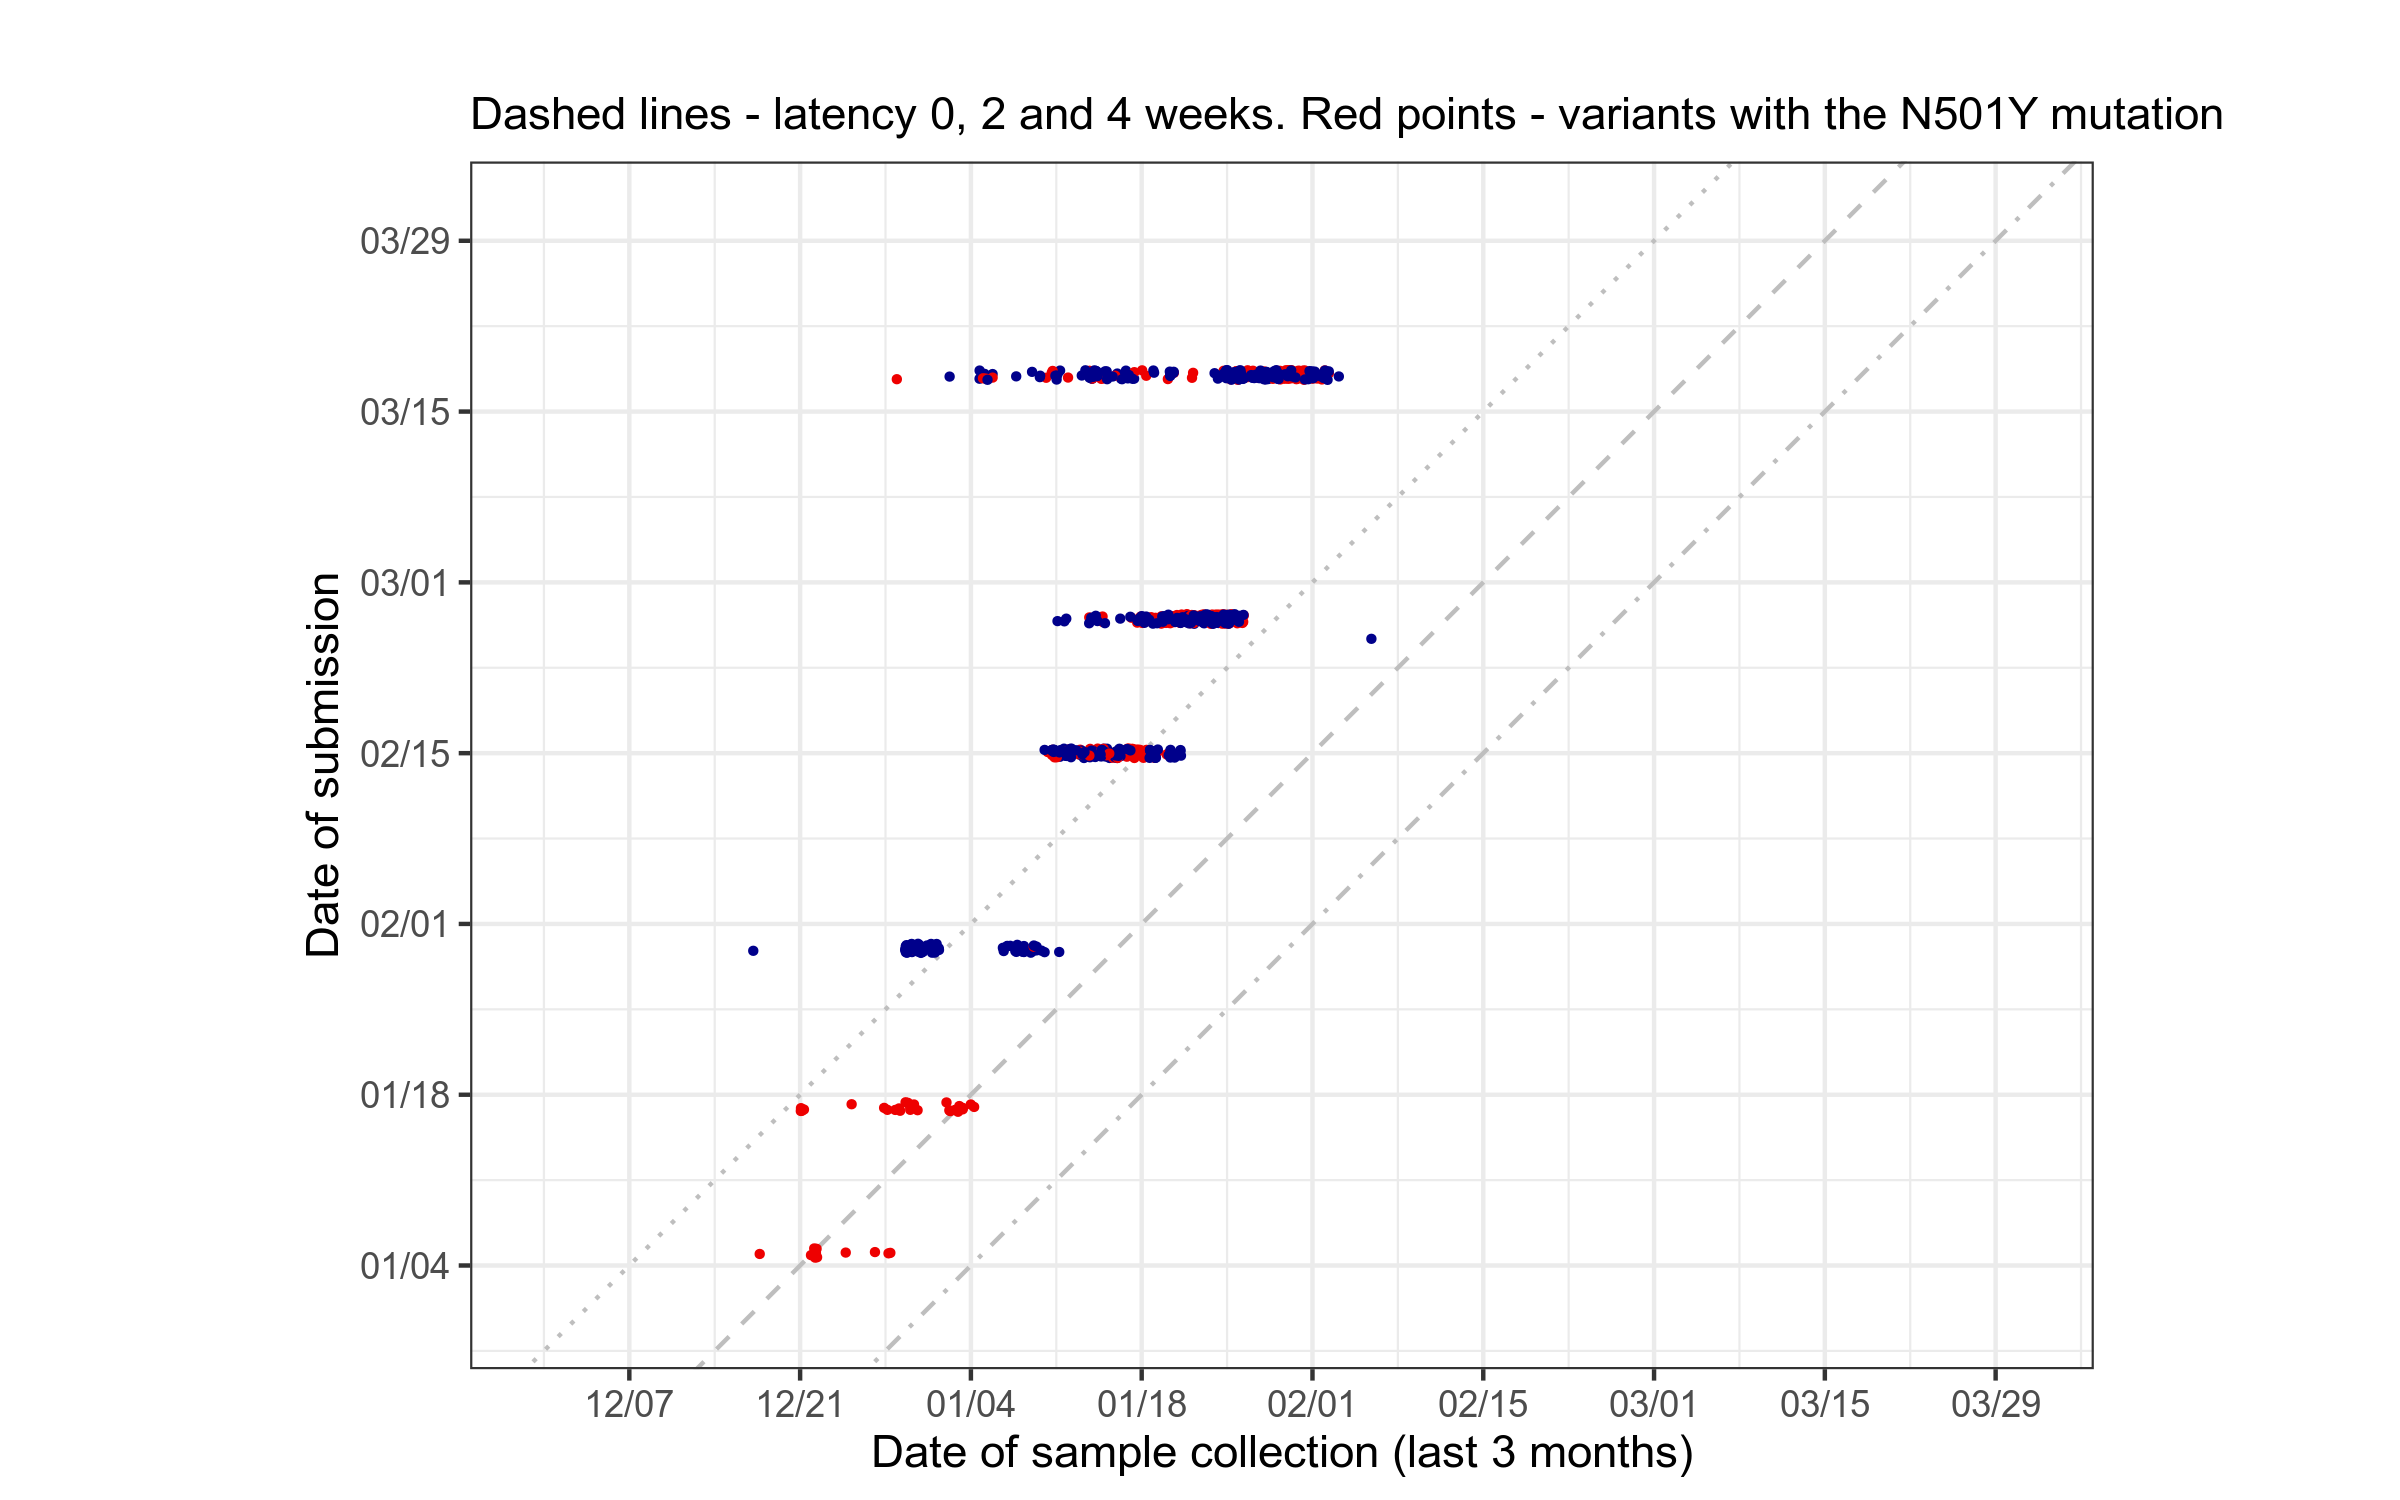 Dashed lines - latency 0, 2 and 4 weeks. Red points - variants with the N501Y mutation
03/29
03/15
03/01
02/15
02/01
01/18
01/04
Date of submission
12/07 12/21 01/04 01/18 02/01 02/15 03/01 03/15 03/29
Date of sample collection (last 3 months)